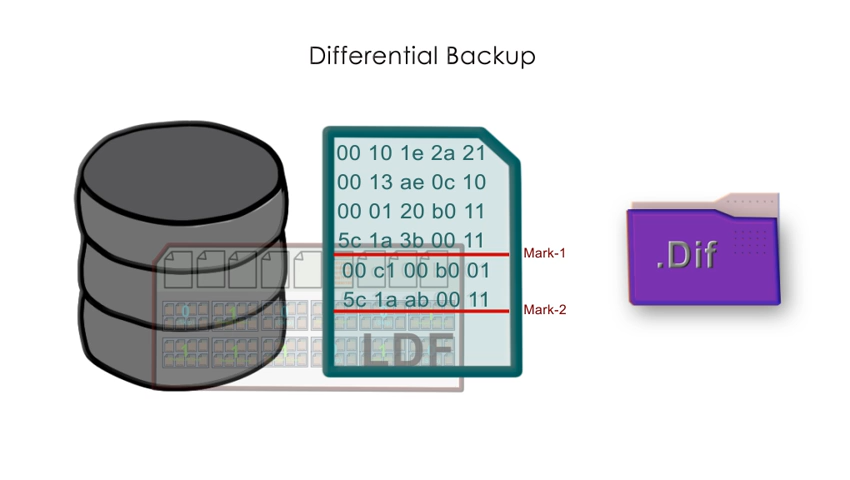 Differential Backup
00 10 1e 2a 21
00 13 ae 0c 10
00 01 20 b0 11
5c 1a 3b 00 11
Mark-1
00 c1 00 b0 01
5c 1a ab 00 11
Mark-2
LDF
.Dif